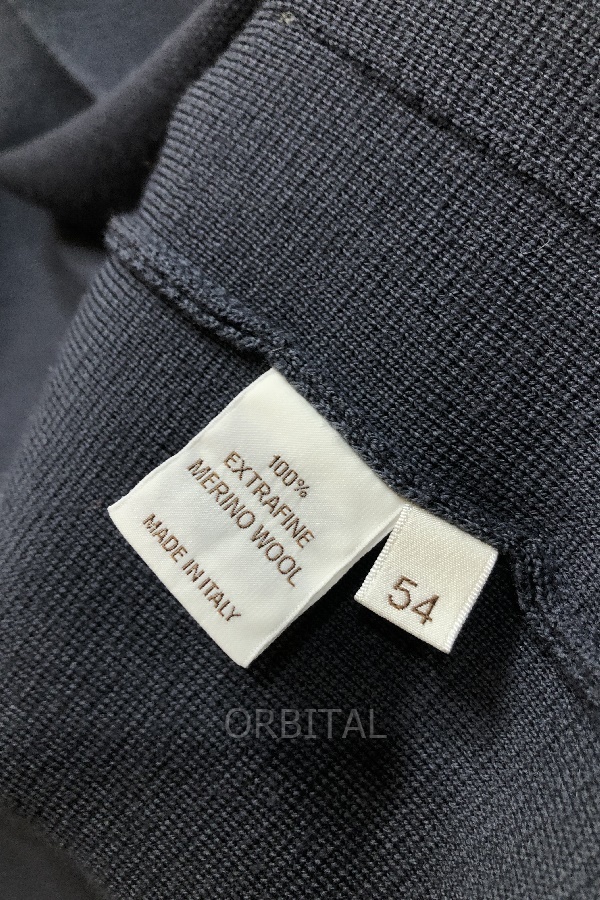 100%
EXTRAFINE
MERINO WOOL
MADE IN ITALY
54
ORBITAL